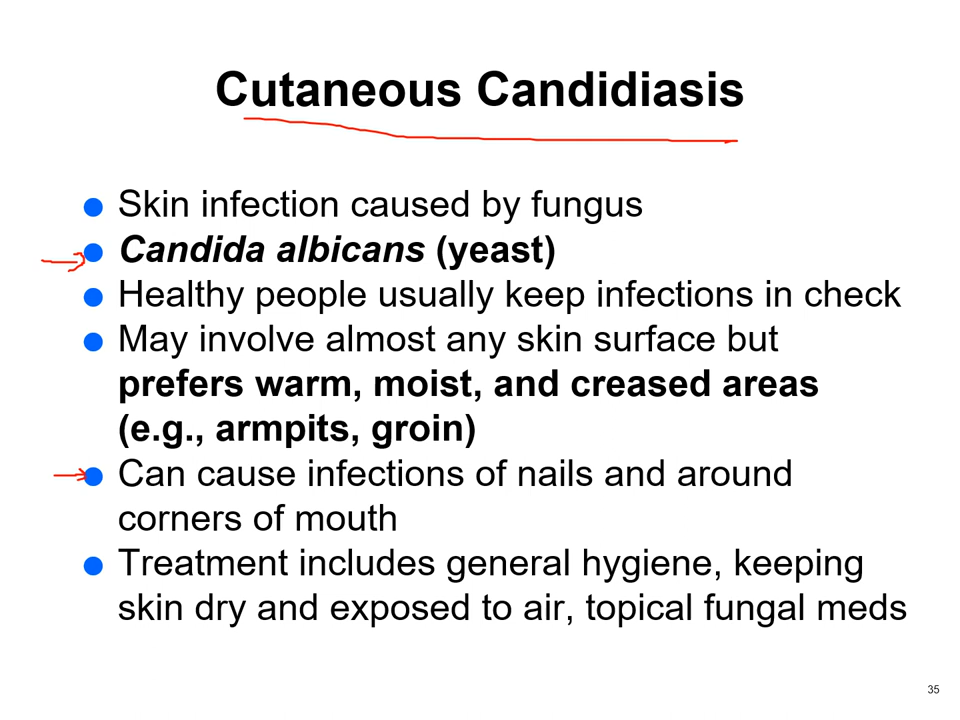 Cutaneous Candidiasis
● Skin infection caused by fungus
● Candida albicans (yeast)
● Healthy people usually keep infections in check
● May involve almost any skin surface but
prefers warm, moist, and creased areas
(e.g., armpits, groin)
● Can cause infections of nails and around
corners of mouth
● Treatment includes general hygiene, keeping
skin dry and exposed to air, topical fungal meds
35